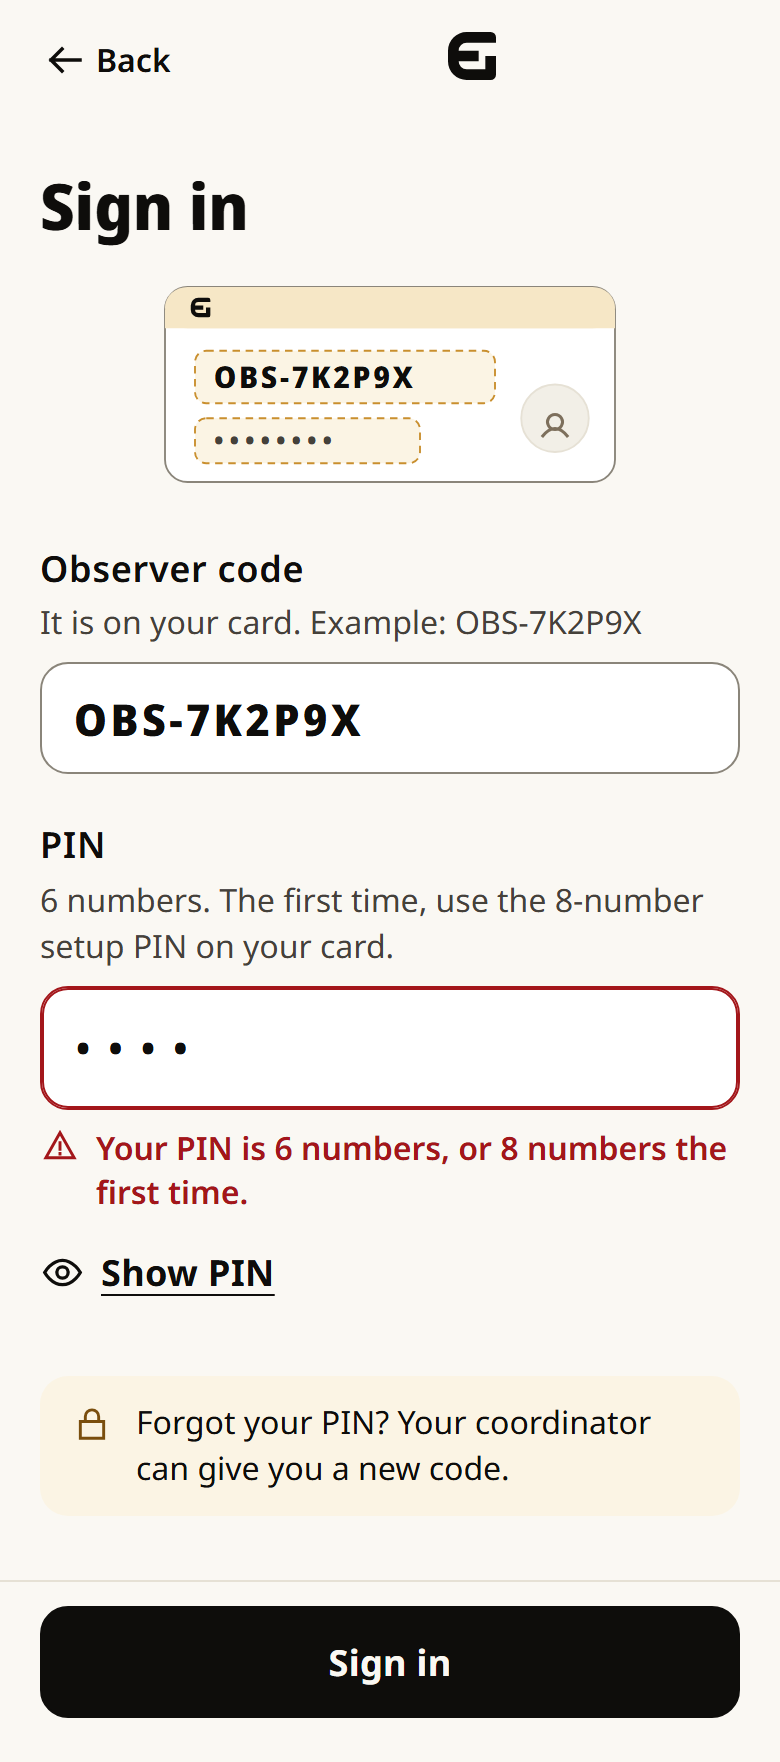 Back
Sign in
OBS-7K2P9X
••••••••
Observer code
It is on your card. Example: OBS-7K2P9X
OBS-7K2P9X
PIN
6 numbers. The first time, use the 8-number
setup PIN on your card.
••••
Your PIN is 6 numbers, or 8 numbers the
first time.
Show PIN
Forgot your PIN? Your coordinator
can give you a new code.
Sign in